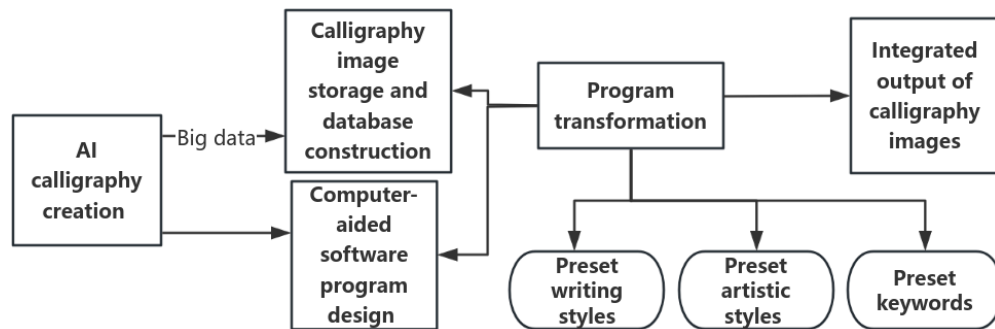 AI
calligraphy
creation
Big data
Calligraphy
image
storage and
database
construction
Computer-
aided
software
program
design
Program
transformation
Integrated
output of
calligraphy
images
Preset
writing
styles
Preset
artistic
styles
Preset
keywords